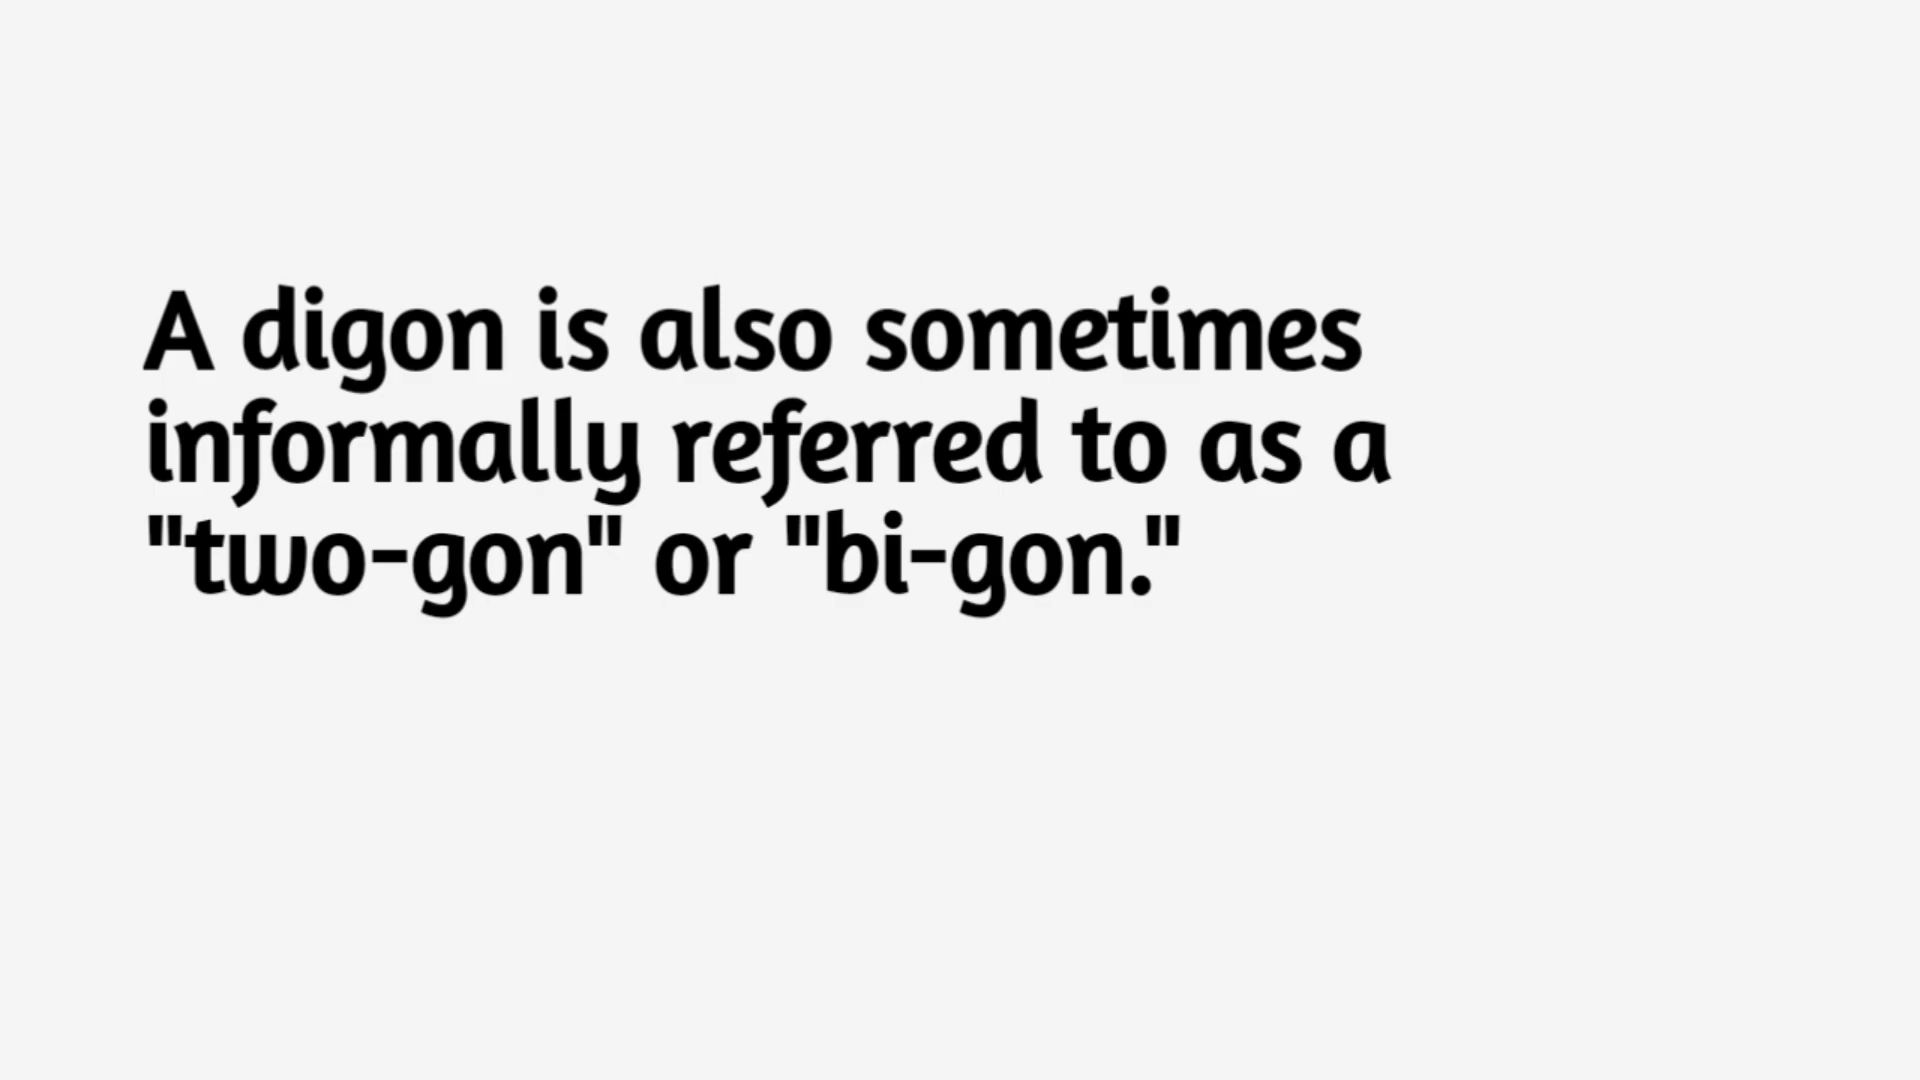 A digon is also sometimes
informally referred to as a
"two-gon" or "bi-gon."